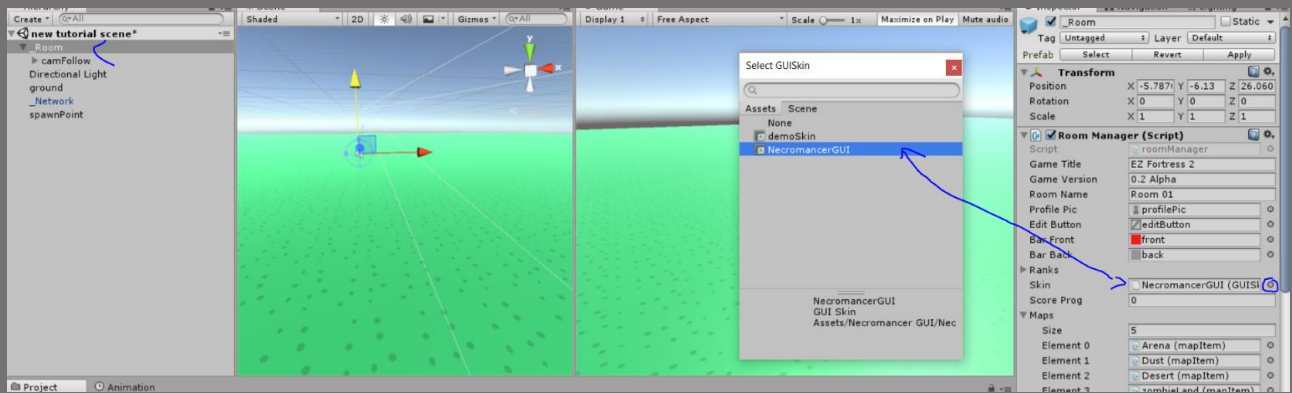 Create
All
new tutorial scene*
_Room
camFollow
Directional Light
ground
_Network
spawnPoint
Shaded
2D
Gizmos
All
Display 1
Free Aspect
Scale
1x
Maximize on Play
Mute audio
Select GUISkin
Assets
Scene
None
demoSkin
NecromancerGUI
NecromancerGUI
GUI Skin
Assets/Necromancer GUI/Nec
_Room
Static
Tag Untagged Layer Default
Prefab Select Revert Apply
Transform
Position X -5.787 Y -6.13 Z 26.060
Rotation X 0 Y 0 Z 0
Scale X 1 Y 1 Z 1
Room Manager (Script)
Script roomManager
Game Title EZ Fortress 2
Game Version 0.2 Alpha
Room Name Room 01
Profile Pic profilePic
Edit Button editButton
Bar Front front
Bar Back back
Ranks
Skin NecromancerGUI (GUISk
Score Prog 0
Maps
Size 5
Element 0 Arena (mapItem)
Element 1 Dust (mapItem)
Element 2 Desert (mapItem)
Element 3 zombieLand (mapItem)
Project
Animation